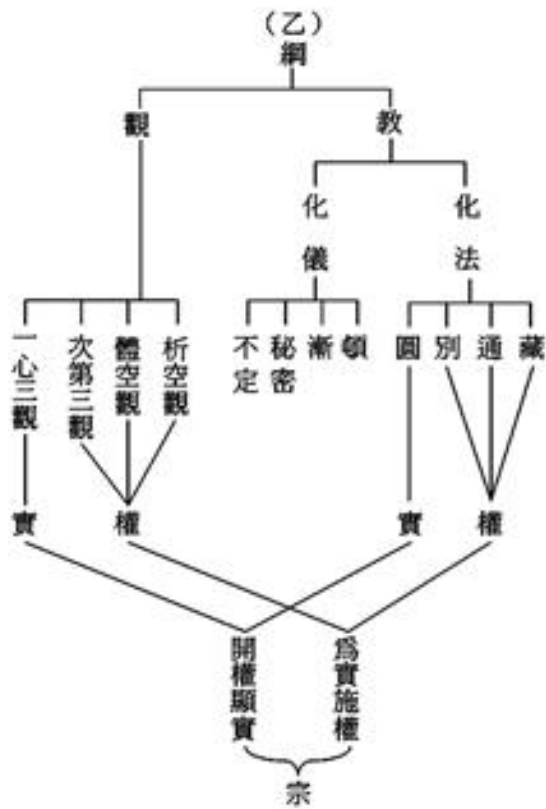 （乙）
綱
觀
教
化儀
化法
一心三觀
次第三觀
體空觀
析空觀
不定
秘密
漸
頓
圓
別
通
藏
實
權
實
權
開權顯實
為實施權
宗